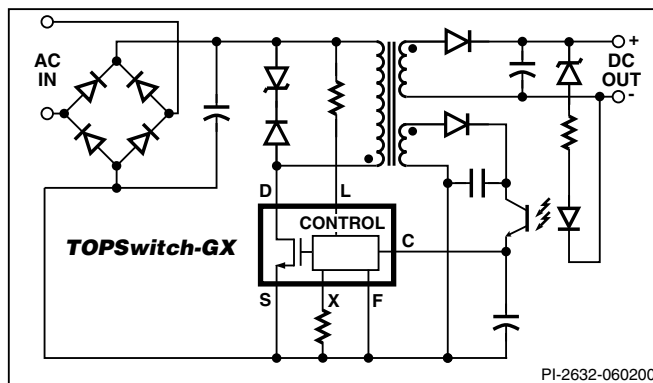 AC
IN
+
DC
OUT
-
D
L
CONTROL
C
TOPSwitch-GX
S
X
F
PI-2632-060200